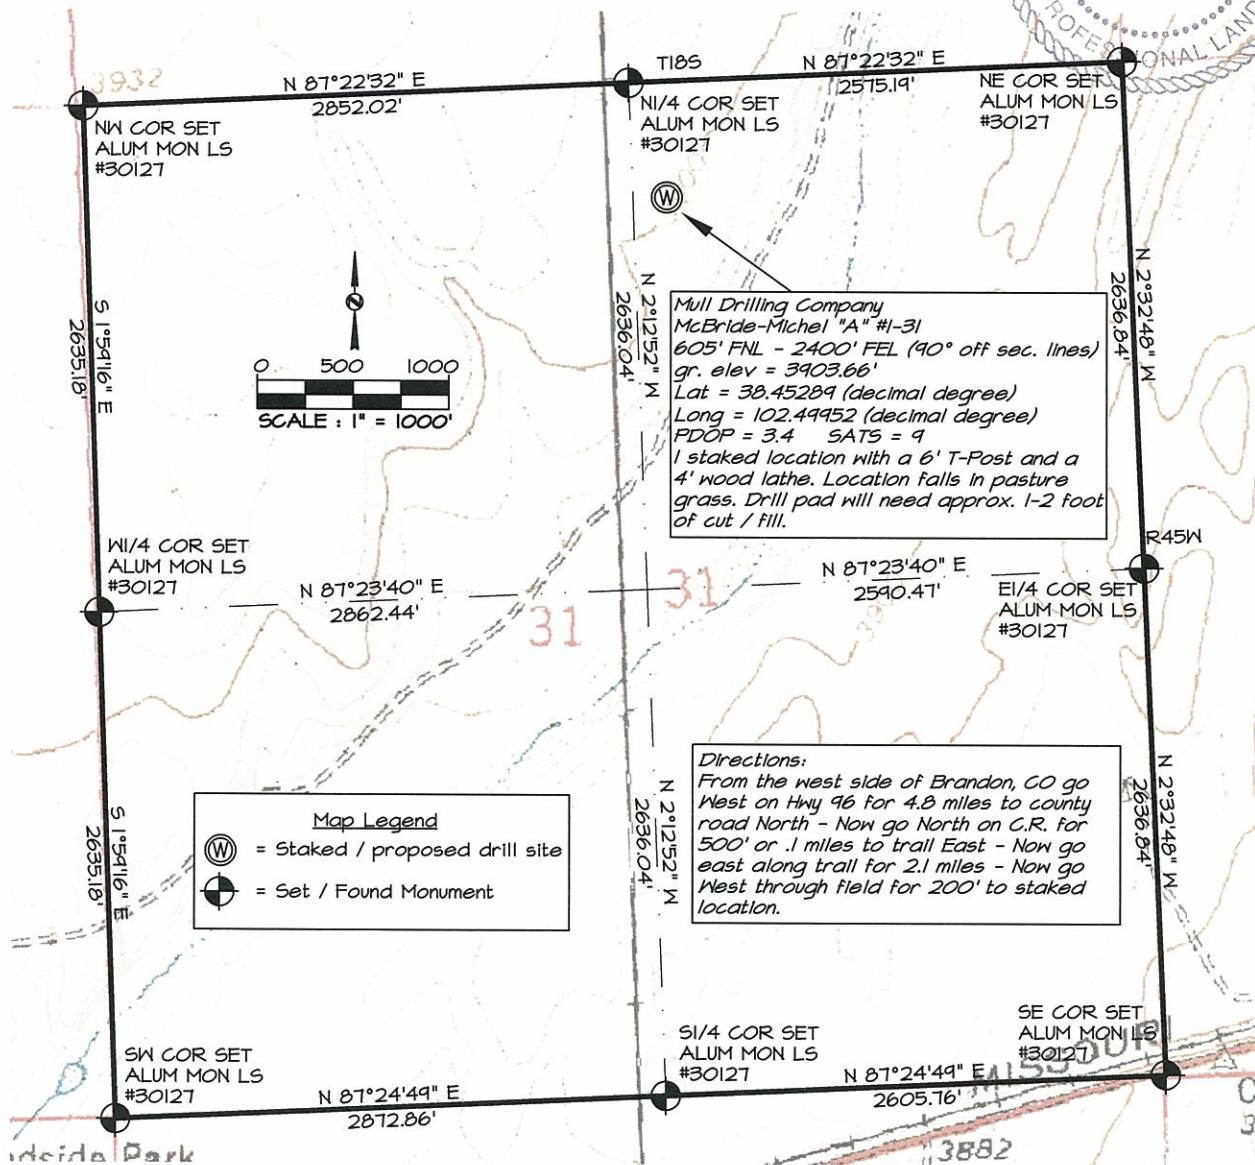 PROFESSIONAL LAND
3932
N 87°22'32" E
2852.02'
T18S
N 87°22'32" E
2575.19'
NW COR SET
ALUM MON LS
#30127
N1/4 COR SET
ALUM MON LS
#30127
NE COR SET
ALUM MON LS
#30127
W
S 1°54'16" E
2635.18'
N 2°12'52" W
2636.04'
N 2°32'48" W
2636.84'
0 500 1000
SCALE : 1" = 1000'
Mull Drilling Company
McBride-Michel "A" #1-31
605' FNL - 2400' FEL (90° off sec. lines)
gr. elev = 3903.66'
Lat = 38.45289 (decimal degree)
Long = 102.49952 (decimal degree)
PDOP = 3.4 SATS = 9
I staked location with a 6' T-Post and a
4' wood lathe. Location falls in pasture
grass. Drill pad will need approx. 1-2 foot
of cut / fill.
W1/4 COR SET
ALUM MON LS
#30127
N 87°23'40" E
2862.44'
31
31
N 87°23'40" E
2590.47'
R45W
E1/4 COR SET
ALUM MON LS
#30127
S 1°54'16" E
2635.18'
N 2°12'52" W
2636.04'
N 2°32'48" W
2636.84'
Map Legend
W = Staked / proposed drill site
= Set / Found Monument
Directions:
From the west side of Brandon, CO go
West on Hwy 96 for 4.8 miles to county
road North - Now go North on C.R. for
500' or .1 miles to trail East - Now go
east along trail for 2.1 miles - Now go
West through field for 200' to staked
location.
SW COR SET
ALUM MON LS
#30127
S1/4 COR SET
ALUM MON LS
#30127
SE COR SET
ALUM MON LS
#30127
MISSOURI
N 87°24'49" E
2872.86'
N 87°24'49" E
2605.76'
dside Park
3882